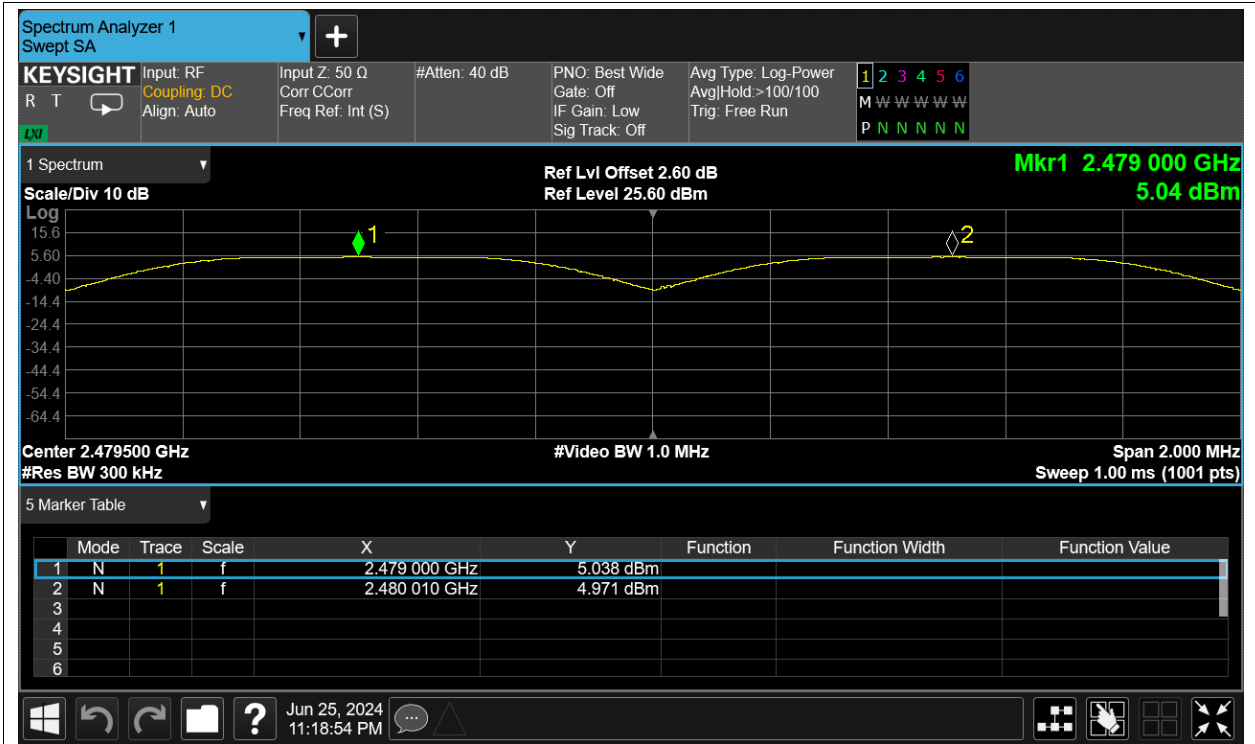 Spectrum Analyzer 1
Swept SA
KEYSIGHT
R T
LXI
Input: RF
Coupling: DC
Align: Auto
Input Z: 50 Ω
Corr CCorr
Freq Ref: Int (S)
#Atten: 40 dB
PNO: Best Wide
Gate: Off
IF Gain: Low
Sig Track: Off
Avg Type: Log-Power
Avg|Hold:>100/100
Trig: Free Run
1 2 3 4 5 6
M W W W W W
P N N N N N
1 Spectrum
Scale/Div 10 dB
Ref Lvl Offset 2.60 dB
Ref Level 25.60 dBm
Mkr1 2.479 000 GHz
5.04 dBm
Log
15.6
5.60
-4.40
-14.4
-24.4
-34.4
-44.4
-54.4
-64.4
1
2
Center 2.479500 GHz
#Res BW 300 kHz
#Video BW 1.0 MHz
Span 2.000 MHz
Sweep 1.00 ms (1001 pts)
5 Marker Table
Mode Trace Scale X Y Function Function Width Function Value
1 N 1 f 2.479 000 GHz 5.038 dBm
2 N 1 f 2.480 010 GHz 4.971 dBm
3
4
5
6
?
Jun 25, 2024
11:18:54 PM